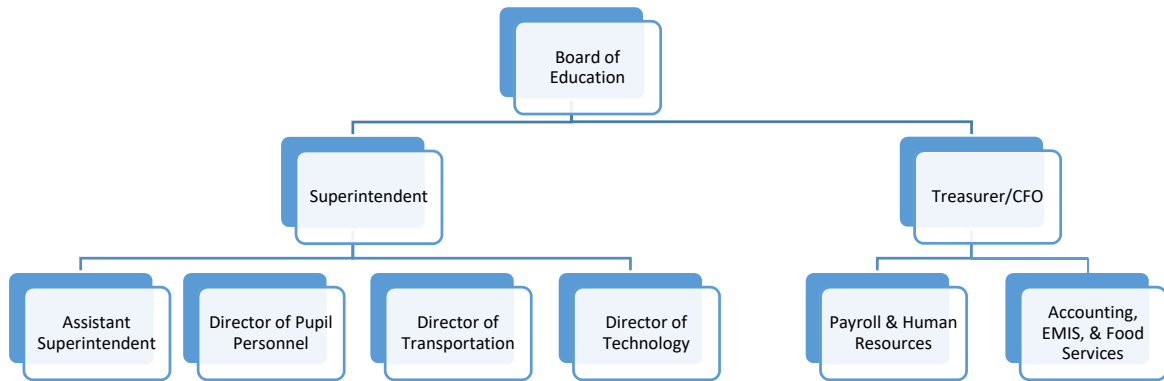 Board of
Education
Superintendent
Treasurer/CFO
Assistant
Superintendent
Director of Pupil
Personnel
Director of
Transportation
Director of
Technology
Payroll & Human
Resources
Accounting,
EMIS, & Food
Services